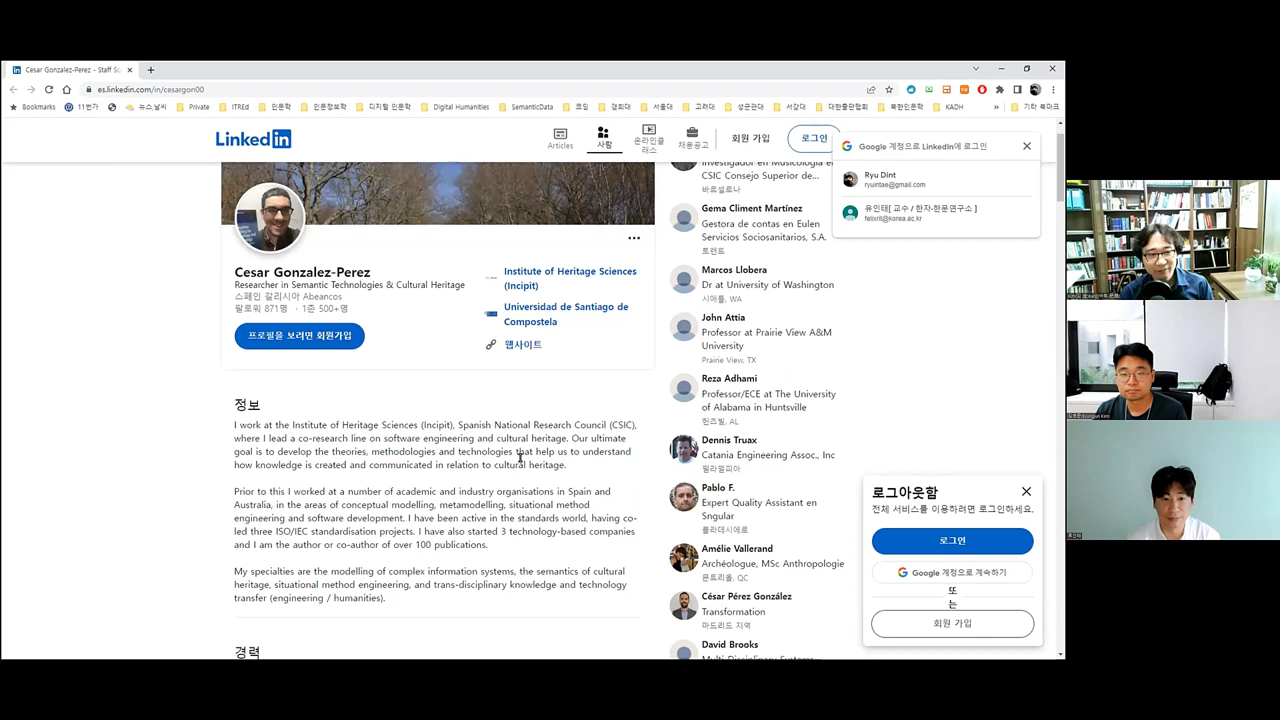 Cesar Gonzalez-Perez - Staff Sc
es.linkedin.com/in/cesargon00
Bookmarks 11번가 뉴스,날씨 Private ITREd 인문학 인문정보학 디지털 인문학 Digital Humanities SemanticData 코딩 경희대 서울대 고려대 성균관대 서강대 대한출판협회 북한인문학 KADH » 기타 북마크
Linked in
Articles
사람
온라인클래스
채용공고
회원 가입
로그인
Google 계정으로 LinkedIn에 로그인
Ryu Dint
ryuintae@gmail.com
유인태[ 교수 / 한자·한문연구소 ]
felixrit@korea.ac.kr
Cesar Gonzalez-Perez
Researcher in Semantic Technologies & Cultural Heritage
스페인 갈리시아 Abeancos
팔로워 871명 · 1촌 500+명
프로필을 보려면 회원가입
Institute of Heritage Sciences
(Incipit)
Universidad de Santiago de
Compostela
웹사이트
정보
I work at the Institute of Heritage Sciences (Incipit), Spanish National Research Council (CSIC),
where I lead a co-research line on software engineering and cultural heritage. Our ultimate
goal is to develop the theories, methodologies and technologies that help us to understand
how knowledge is created and communicated in relation to cultural heritage.
Prior to this I worked at a number of academic and industry organisations in Spain and
Australia, in the areas of conceptual modelling, metamodelling, situational method
engineering and software development. I have been active in the standards world, having co-
led three ISO/IEC standardisation projects. I have also started 3 technology-based companies
and I am the author or co-author of over 100 publications.
My specialties are the modelling of complex information systems, the semantics of cultural
heritage, situational method engineering, and trans-disciplinary knowledge and technology
transfer (engineering / humanities).
경력
Investigador en Musicología en
CSIC Consejo Superior de...
바르셀로나
Gema Climent Martínez
Gestora de contas en Eulen
Servicios Sociosanitarios, S.A.
토렌트
Marcos Llobera
Dr at University of Washington
시애틀, WA
John Attia
Professor at Prairie View A&M
University
Prairie View, TX
Reza Adhami
Professor/ECE at The University
of Alabama in Huntsville
헌츠빌, AL
Dennis Truax
Catania Engineering Assoc., Inc
필라델피아
Pablo F.
Expert Quality Assistant en
Sngular
폴라데시에로
Amélie Vallerand
Archéologue, MSc Anthropologie
몬트리올, QC
César Pérez González
Transformation
마드리드 지역
David Brooks
로그아웃함
전체 서비스를 이용하려면 로그인하세요.
로그인
Google 계정으로 계속하기
또
는
회원 가입